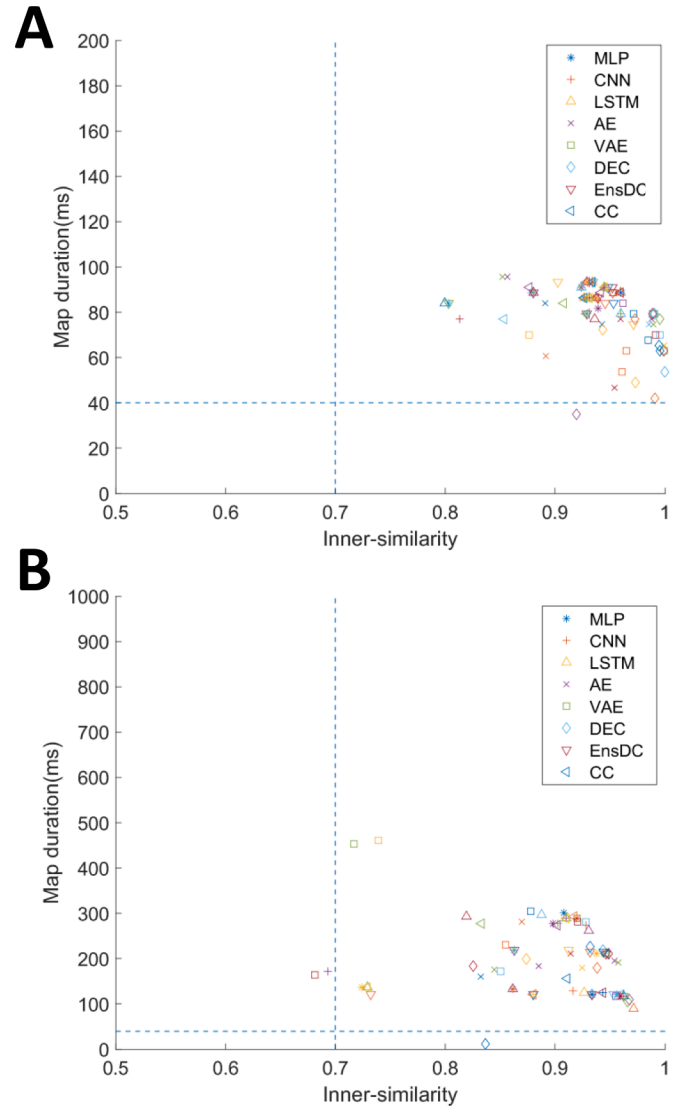 A
200
180
160
140
120
100
80
60
40
20
0
Map duration(ms)
0.5 0.6 0.7 0.8 0.9 1
Inner-similarity
MLP
CNN
LSTM
AE
VAE
DEC
EnsDC
CC
B
1000
900
800
700
600
500
400
300
200
100
0
Map duration(ms)
0.5 0.6 0.7 0.8 0.9 1
Inner-similarity
MLP
CNN
LSTM
AE
VAE
DEC
EnsDC
CC